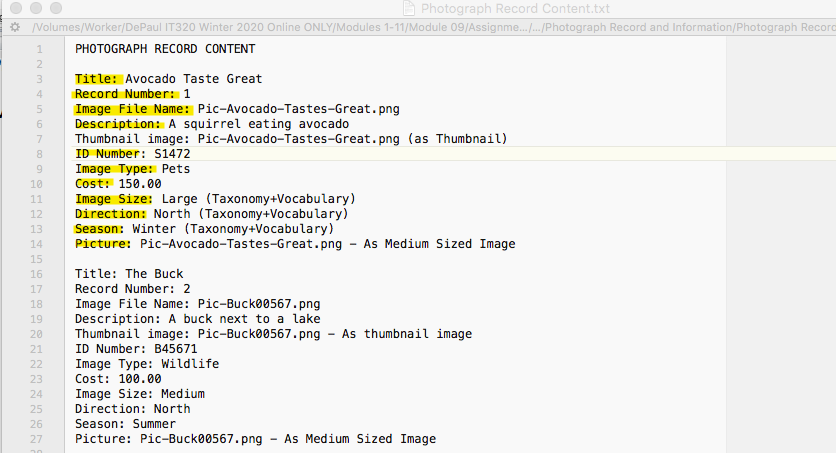 Photograph Record Content.txt
/Volumes/Worker/DePaul IT320 Winter 2020 Online ONLY/Modules 1-11/Module 09/Assignme.../.../Photograph Record and Information/Photograph Record
1 PHOTOGRAPH RECORD CONTENT
2
3 Title: Avocado Taste Great
4 Record Number: 1
5 Image File Name: Pic-Avocado-Tastes-Great.png
6 Description: A squirrel eating avocado
7 Thumbnail image: Pic-Avocado-Tastes-Great.png (as Thumbnail)
8 ID Number: S1472
9 Image Type: Pets
10 Cost: 150.00
11 Image Size: Large (Taxonomy+Vocabulary)
12 Direction: North (Taxonomy+Vocabulary)
13 Season: Winter (Taxonomy+Vocabulary)
14 Picture: Pic-Avocado-Tastes-Great.png - As Medium Sized Image
15
16 Title: The Buck
17 Record Number: 2
18 Image File Name: Pic-Buck00567.png
19 Description: A buck next to a lake
20 Thumbnail image: Pic-Buck00567.png - As thumbnail image
21 ID Number: B45671
22 Image Type: Wildlife
23 Cost: 100.00
24 Image Size: Medium
25 Direction: North
26 Season: Summer
27 Picture: Pic-Buck00567.png - As Medium Sized Image